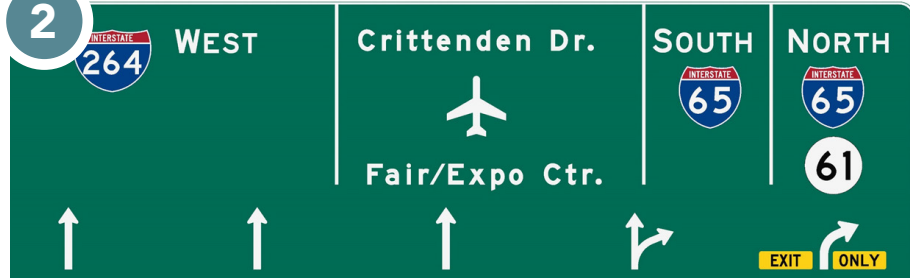 2
INTERSTATE
264
WEST
Crittenden Dr.
Fair/Expo Ctr.
SOUTH
INTERSTATE
65
NORTH
INTERSTATE
65
61
EXIT ONLY